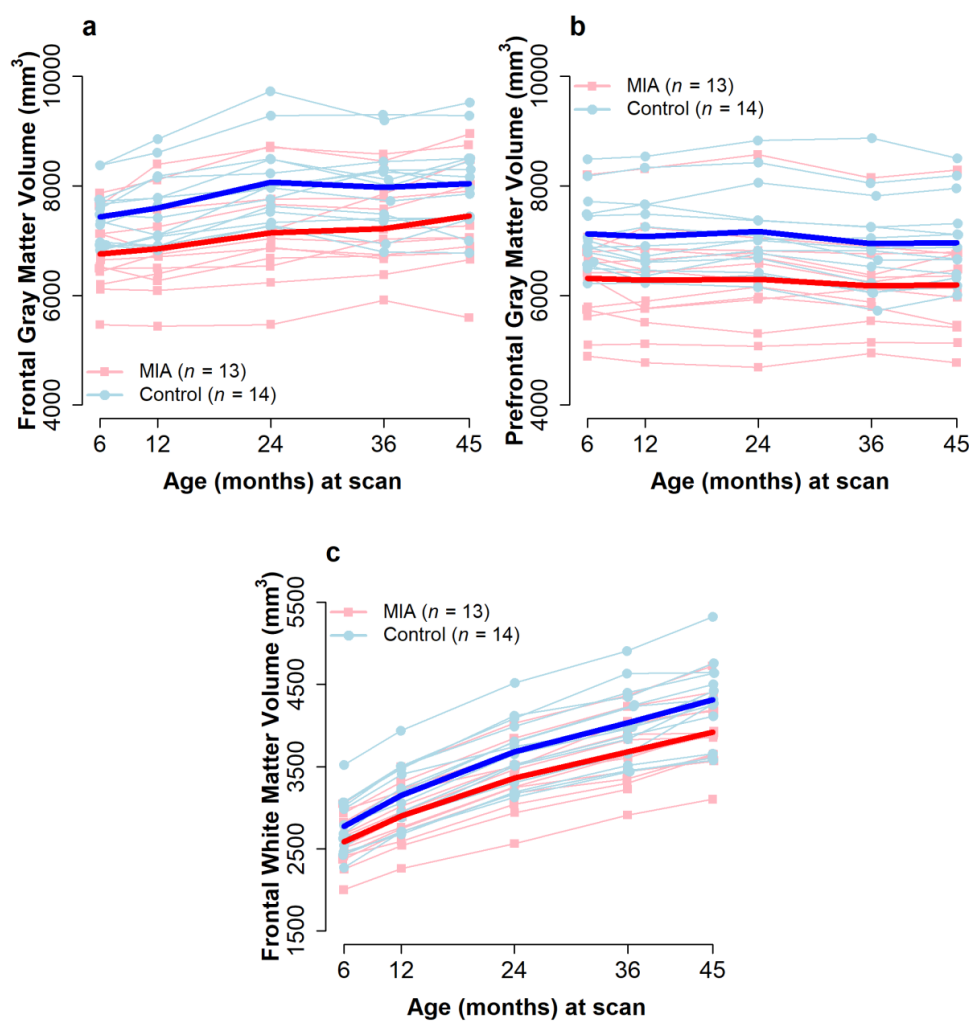 a
Frontal Gray Matter Volume (mm³)
10000
8000
6000
4000
MIA (n = 13)
Control (n = 14)
6 12 24 36 45
Age (months) at scan
b
Prefrontal Gray Matter Volume (mm³)
10000
8000
6000
4000
MIA (n = 13)
Control (n = 14)
6 12 24 36 45
Age (months) at scan
c
Frontal White Matter Volume (mm³)
5500
4500
3500
2500
1500
MIA (n = 13)
Control (n = 14)
6 12 24 36 45
Age (months) at scan